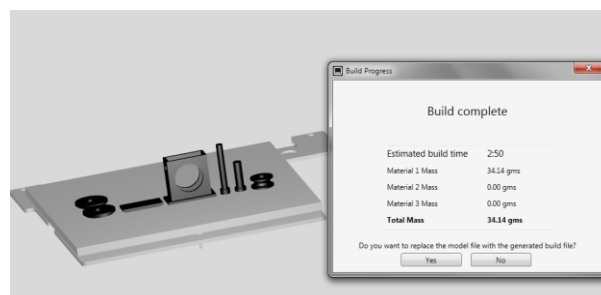 Build Progress
Build complete
Estimated build time 2:50
Material 1 Mass 34.14 gms
Material 2 Mass 0.00 gms
Material 3 Mass 0.00 gms
Total Mass 34.14 gms
Do you want to replace the model file with the generated build file?
Yes No